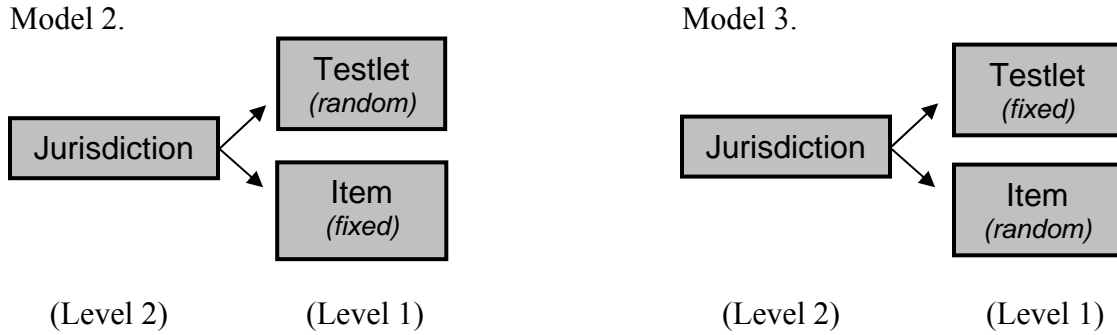 Model 2.
Testlet
(random)
Jurisdiction
Item
(fixed)
(Level 2) (Level 1)
Model 3.
Testlet
(fixed)
Jurisdiction
Item
(random)
(Level 2) (Level 1)